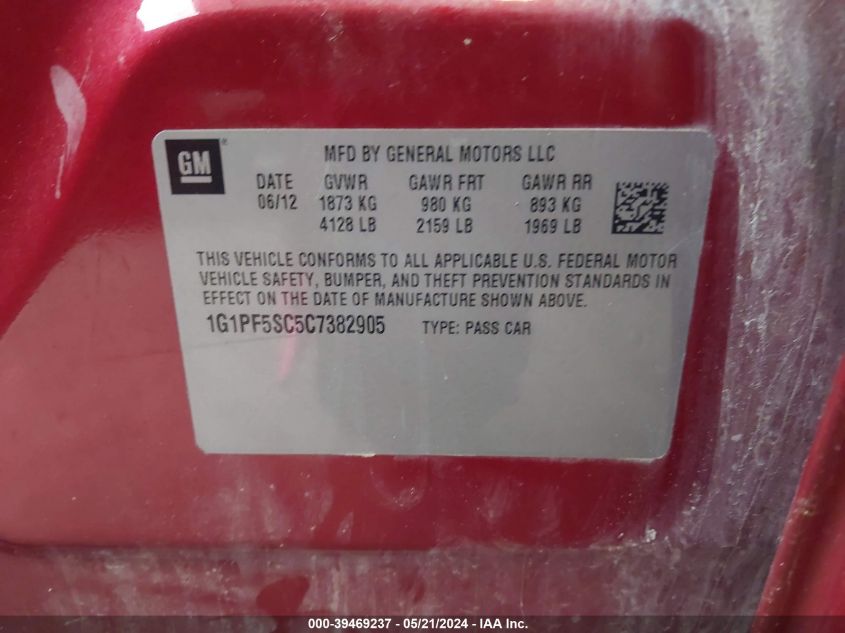 GM ®
MFD BY GENERAL MOTORS LLC
DATE GVWR GAWR FRT GAWR RR
06/12 1873 KG 980 KG 893 KG
4128 LB 2159 LB 1969 LB
THIS VEHICLE CONFORMS TO ALL APPLICABLE U.S. FEDERAL MOTOR
VEHICLE SAFETY, BUMPER, AND THEFT PREVENTION STANDARDS IN
EFFECT ON THE DATE OF MANUFACTURE SHOWN ABOVE.
1G1PF5SC5C7382905 TYPE: PASS CAR
000-39469237 - 05/21/2024 - IAA Inc.